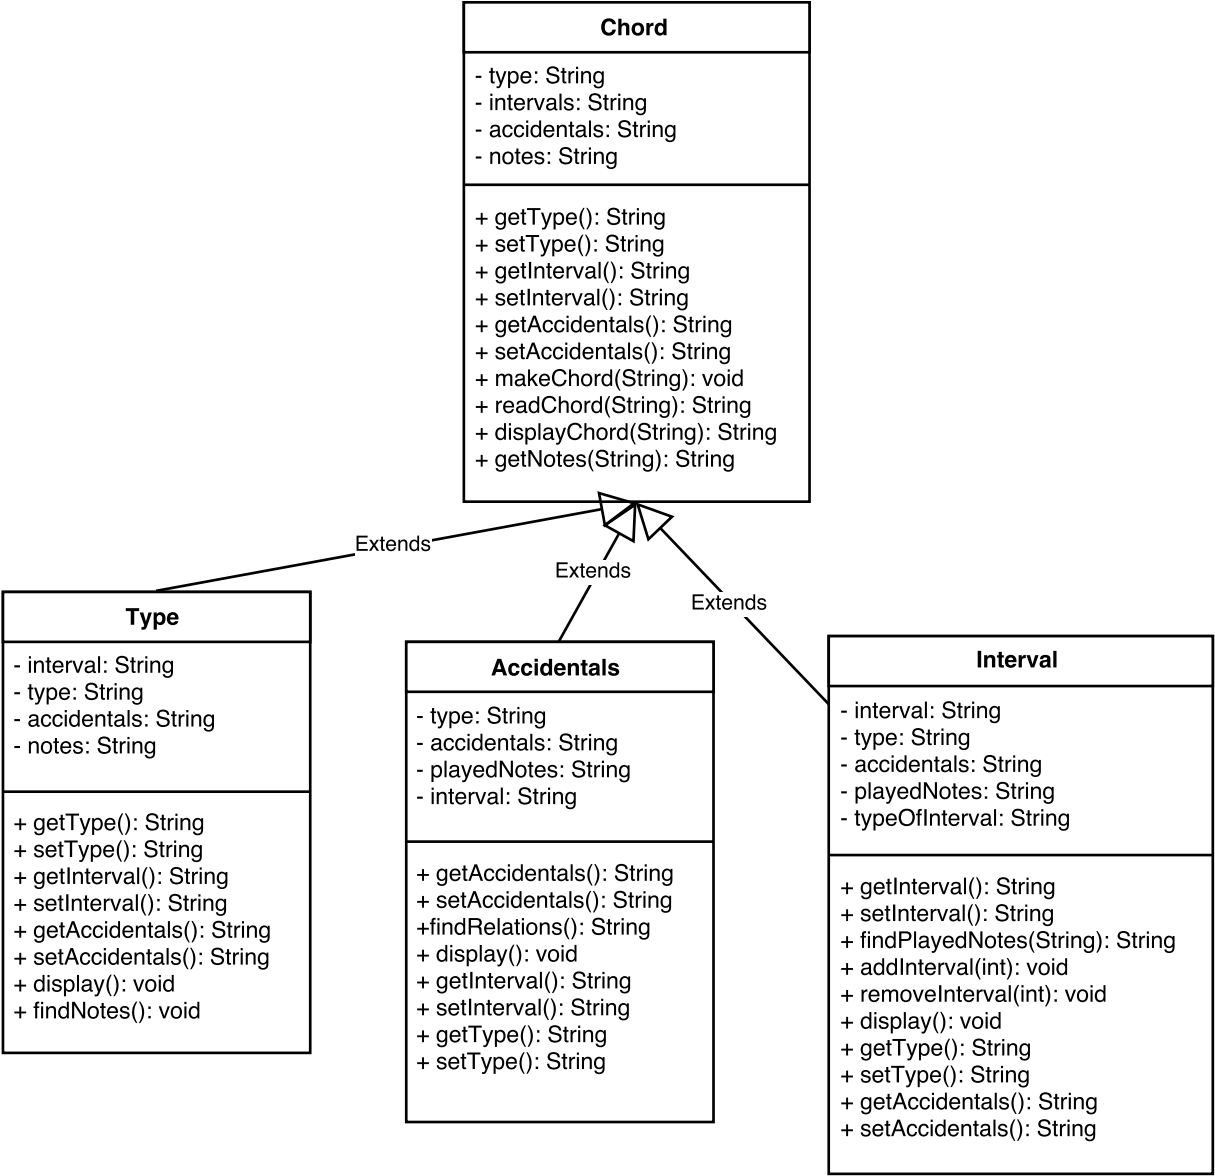 Chord
- type: String
- intervals: String
- accidentals: String
- notes: String
+ getType(): String
+ setType(): String
+ getInterval(): String
+ setInterval(): String
+ getAccidentals(): String
+ setAccidentals(): String
+ makeChord(String): void
+ readChord(String): String
+ displayChord(String): String
+ getNotes(String): String
Extends
Extends
Extends
Type
- interval: String
- type: String
- accidentals: String
- notes: String
+ getType(): String
+ setType(): String
+ getInterval(): String
+ setInterval(): String
+ getAccidentals(): String
+ setAccidentals(): String
+ display(): void
+ findNotes(): void
Accidentals
- type: String
- accidentals: String
- playedNotes: String
- interval: String
+ getAccidentals(): String
+ setAccidentals(): String
+findRelations(): String
+ display(): void
+ getInterval(): String
+ setInterval(): String
+ getType(): String
+ setType(): String
Interval
- interval: String
- type: String
- accidentals: String
- playedNotes: String
- typeOfInterval: String
+ getInterval(): String
+ setInterval(): String
+ findPlayedNotes(String): String
+ addInterval(int): void
+ removeInterval(int): void
+ display(): void
+ getType(): String
+ setType(): String
+ getAccidentals(): String
+ setAccidentals(): String